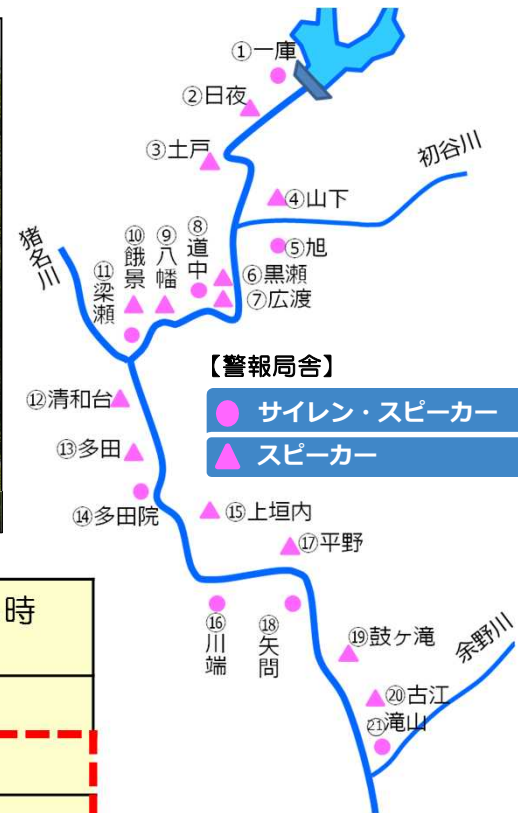 ①一庫
②日夜
③土戸
初谷川
④山下
⑤旭
⑥黒瀬
⑦広渡
⑧道中
⑨八幡
⑩餓景
⑪梁瀬
猪名川
【警報局舎】
サイレン・スピーカー
スピーカー
⑫清和台
⑬多田
⑭多田院
⑮上垣内
⑰平野
⑯川端
⑱矢問
⑲鼓ヶ滝
余野川
⑳古江
㉑滝山
時